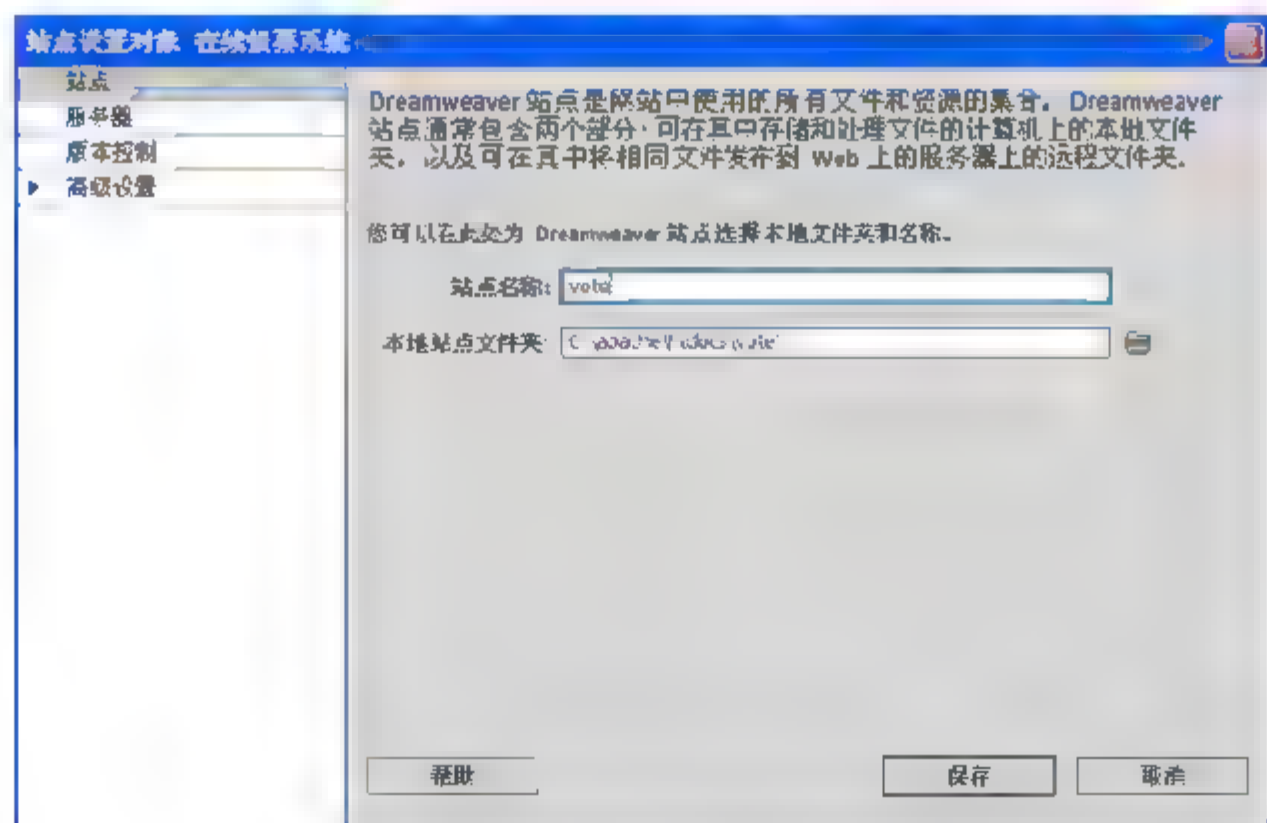 站点设置对象 在线投票系统
站点
服务器
版本控制
高级设置
Dreamweaver 站点是网站中使用的所有文件和资源的集合。Dreamweaver
站点通常包含两个部分:可在其中存储和处理文件的计算机上的本地文件
夹,以及可在其中将相同文件发布到 Web 上的服务器上的远程文件夹。
您可以在此处为 Dreamweaver 站点选择本地文件夹和名称。
站点名称: vote
本地站点文件夹:
帮助
保存
取消